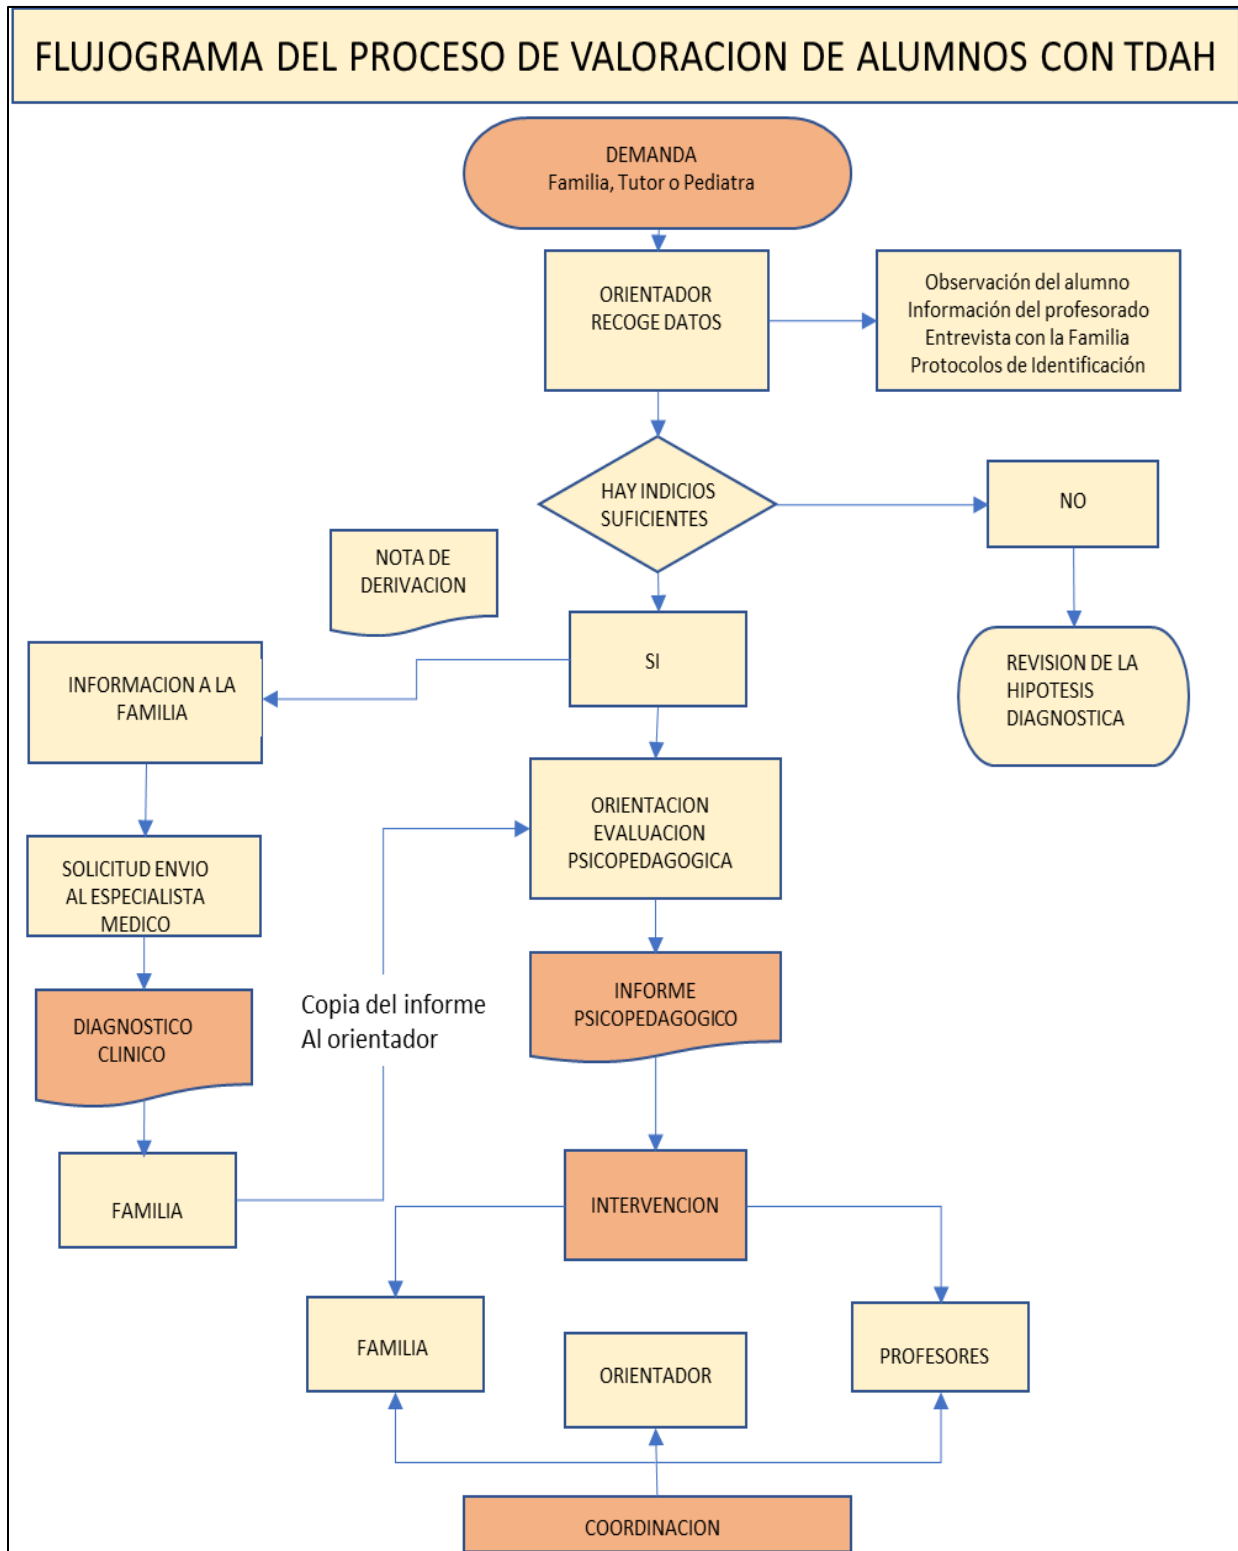 FLUJOGRAMA DEL PROCESO DE VALORACION DE ALUMNOS CON TDAH
DEMANDA
Familia, Tutor o Pediatra
ORIENTADOR
RECOGE DATOS
Observación del alumno
Información del profesorado
Entrevista con la Familia
Protocolos de Identificación
HAY INDICIOS
SUFICIENTES
NO
NOTA DE
DERIVACION
SI
REVISION DE LA
HIPOTESIS
DIAGNOSTICA
INFORMACION A LA
FAMILIA
ORIENTACION
EVALUACION
PSICOPEDAGOGICA
SOLICITUD ENVIO
AL ESPECIALISTA
MEDICO
DIAGNOSTICO
CLINICO
Copia del informe
Al orientador
INFORME
PSICOPEDAGOGICO
FAMILIA
INTERVENCION
FAMILIA
ORIENTADOR
PROFESORES
COORDINACION